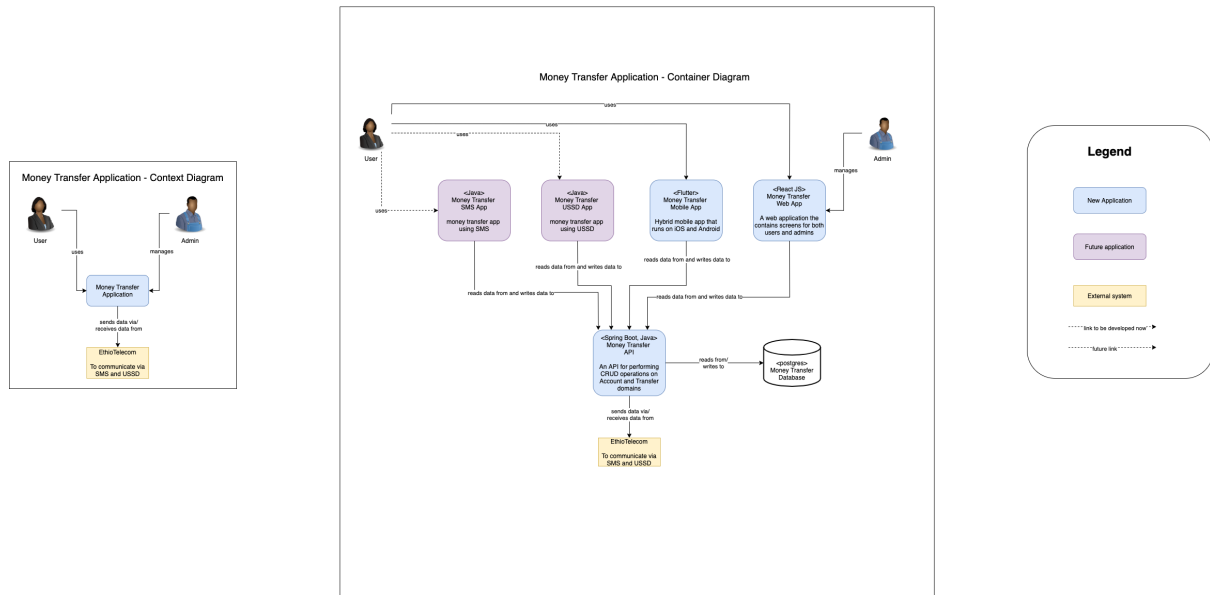 Money Transfer Application - Context Diagram
User
Admin
uses
manages
Money Transfer
Application
sends data via/
receives data from
EthioTelecom
To communicate via
SMS and USSD
Money Transfer Application - Container Diagram
uses
uses
uses
uses
User
Admin
manages
<Java>
Money Transfer
SMS App
money transfer app
using SMS
<Java>
Money Transfer
USSD App
money transfer app
using USSD
<Flutter>
Money Transfer
Mobile App
Hybrid mobile app that
runs on iOS and Android
<React JS>
Money Transfer
Web App
A web application the
contains screens for both
users and admins
reads data from and writes data to
reads data from and writes data to
reads data from and writes data to
reads data from and writes data to
<Spring Boot, Java>
Money Transfer
API
An API for performing
CRUD operations on
Account and Transfer
domains
reads from/
writes to
<postgres>
Money Transfer
Database
sends data via/
receives data from
EthioTelecom
To communicate via
SMS and USSD
Legend
New Application
Future application
External system
link to be developed now
future link